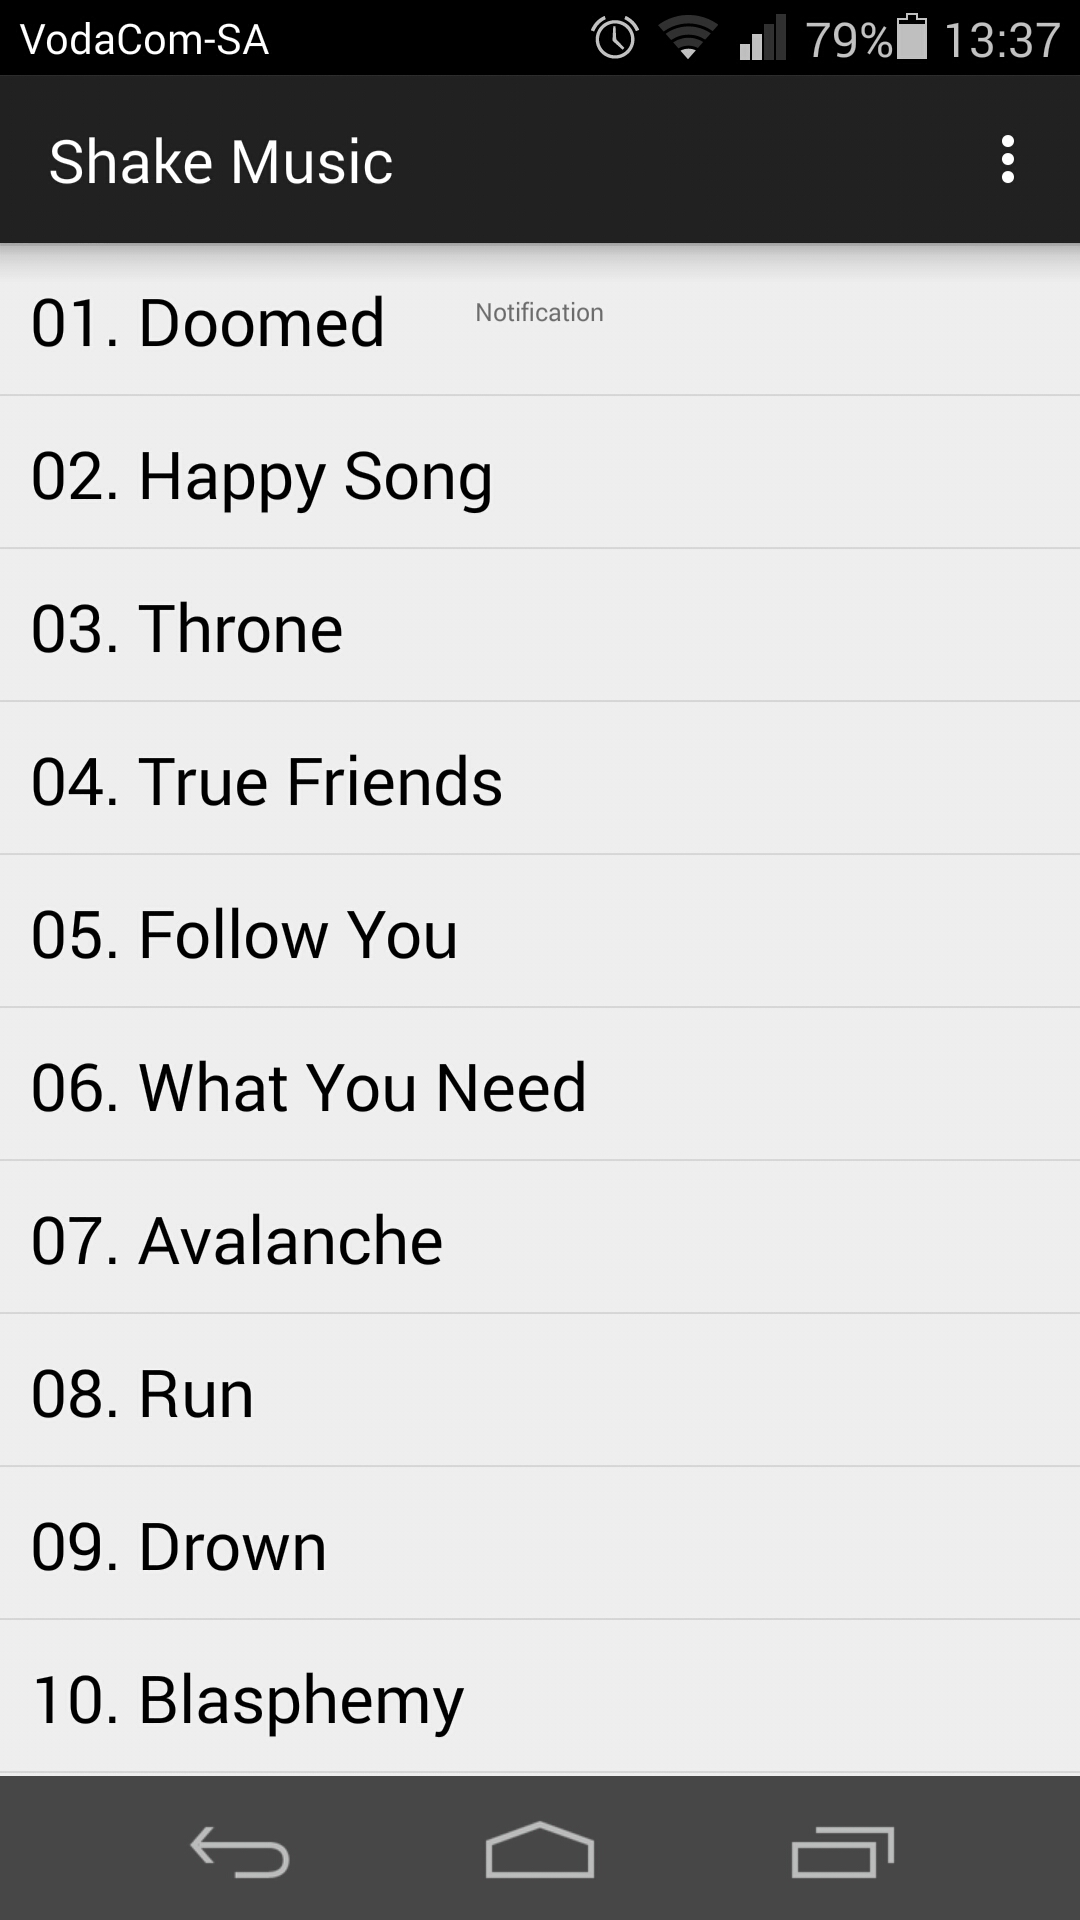 VodaCom-SA 79% 13:37
Shake Music
01. Doomed Notification
02. Happy Song
03. Throne
04. True Friends
05. Follow You
06. What You Need
07. Avalanche
08. Run
09. Drown
10. Blasphemy